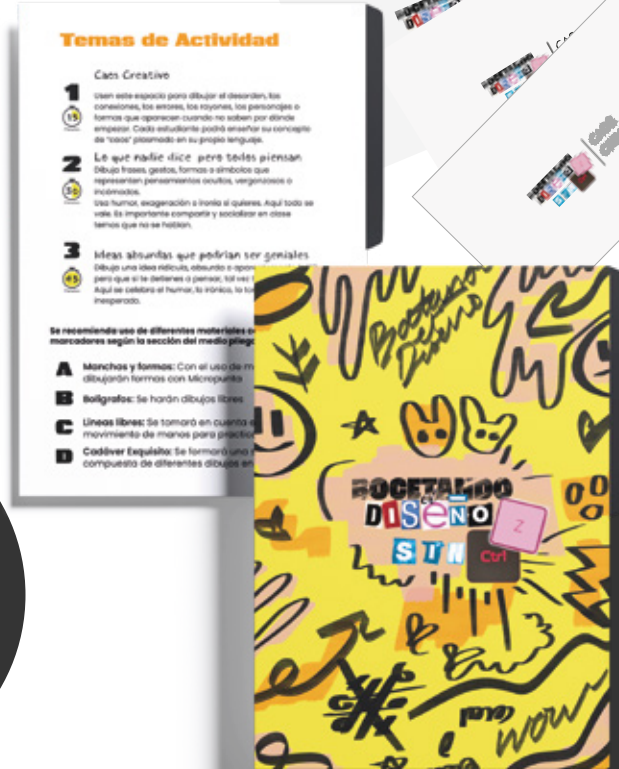 Temas de Actividad
1
Caos Creativo
15
Usen este espacio para dibujar el desorden, las
conexiones, los errores, los rayones, los personajes o
formas que aparecen cuando no saben por dónde
empezar. Cada estudiante podrá enseñar su concepto
de "caos" plasmado en su propio lenguaje.
2
Lo que nadie dice pero todos piensan
30
Dibuja frases, gestos, formas o símbolos que
representen pensamientos ocultos, vergonzosos o
incómodos.
Usa humor, exageración o ironía si quieres. Aquí todo se
vale. Es importante compartir y socializar en clase
temas que no se hablan.
3
Ideas absurdas que podrían ser geniales
45
Dibuja una idea ridícula, absurda o
pero que si te detienes a pensar, tal vez
Aquí se celebra el humor, lo irónico, lo
inesperado.
Se recomienda uso de diferentes materiales
marcadores según la sección del medio pliego
A Manchas y formas: Con el uso de
dibujarán formas con Micropunta
B Bolígrafos: Se harán dibujos libres
C Líneas libres: Se tomará en cuenta
movimiento de manos para
D Cadáver Exquisito: Se formará una
compuesta de diferentes dibujos en
Bocetando
el
Diseño
BOCETANDO
el
DISEÑO
Z
SIN
Ctrl
wow